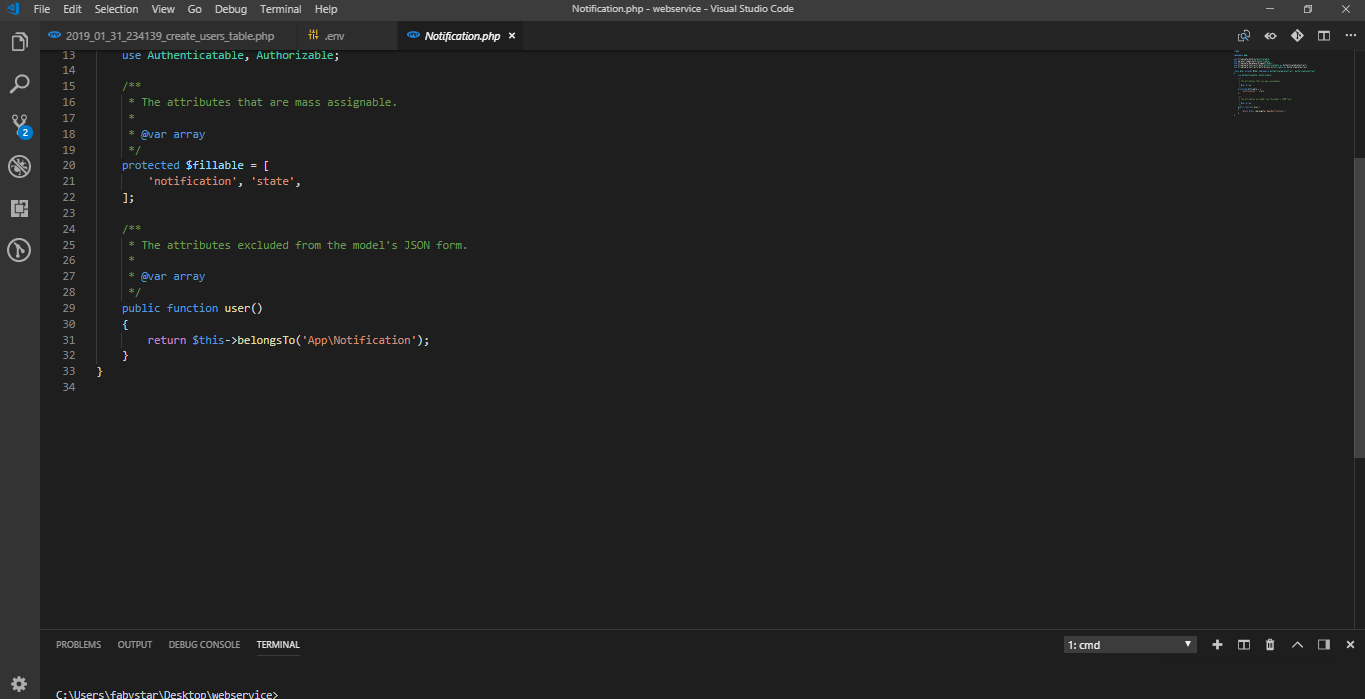 File Edit Selection View Go Debug Terminal Help Notification.php - webservice - Visual Studio Code
2019_01_31_234139_create_users_table.php .env Notification.php ×
13 use Authenticatable, Authorizable;
14
15 /**
16 * The attributes that are mass assignable.
17 *
18 * @var array
19 */
20 protected $fillable = [
21 'notification', 'state',
22 ];
23
24 /**
25 * The attributes excluded from the model's JSON form.
26 *
27 * @var array
28 */
29 public function user()
30 {
31 return $this->belongsTo('App\Notification');
32 }
33 }
34
2
PROBLEMS OUTPUT DEBUG CONSOLE TERMINAL 1: cmd
C:\Users\fabystar\Desktop\webservice>